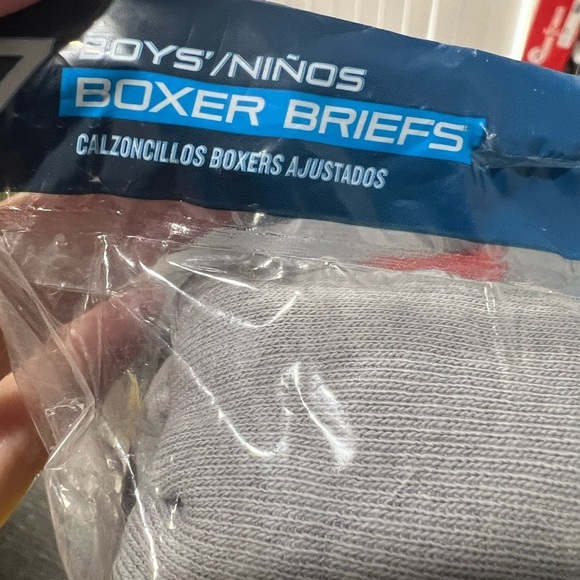 BOYS'/NIÑOS
BOXER BRIEFS
CALZONCILLOS BOXERS AJUSTADOS